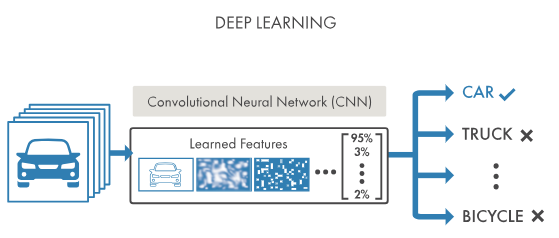 DEEP LEARNING
Convolutional Neural Network (CNN)
Learned Features
95%
3%
2%
CAR
TRUCK
BICYCLE